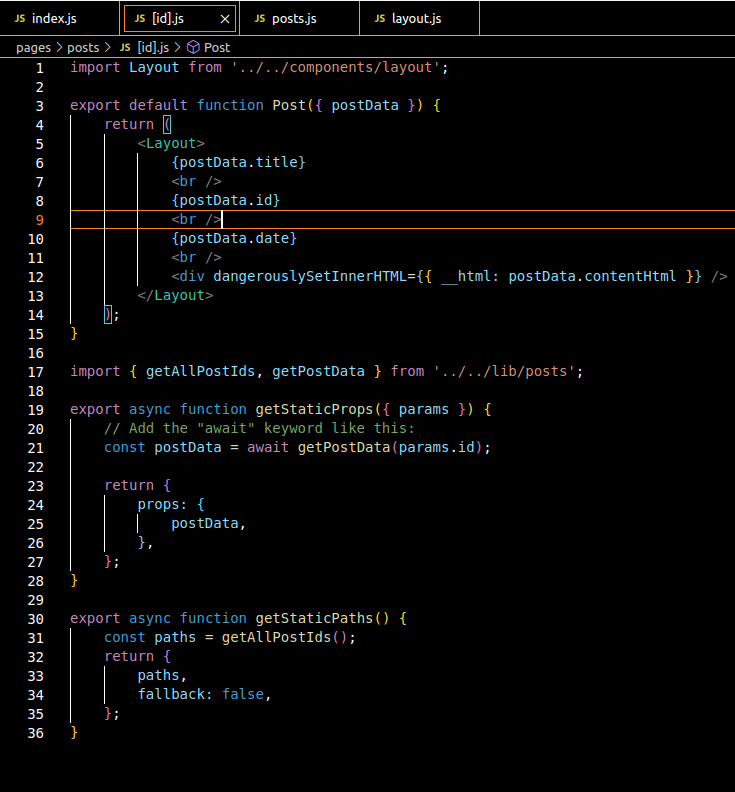 JS index.js JS [id].js × JS posts.js JS layout.js
pages > posts > JS [id].js > Post
1 import Layout from '../../components/layout';
2
3 export default function Post({ postData }) {
4     return (
5         <Layout>
6             {postData.title}
7             <br />
8             {postData.id}
9             <br />
10             {postData.date}
11             <br />
12             <div dangerouslySetInnerHTML={{ __html: postData.contentHtml }} />
13         </Layout>
14     );
15 }
16
17 import { getAllPostIds, getPostData } from '../../lib/posts';
18
19 export async function getStaticProps({ params }) {
20     // Add the "await" keyword like this:
21     const postData = await getPostData(params.id);
22
23     return {
24         props: {
25             postData,
26         },
27     };
28 }
29
30 export async function getStaticPaths() {
31     const paths = getAllPostIds();
32     return {
33         paths,
34         fallback: false,
35     };
36 }